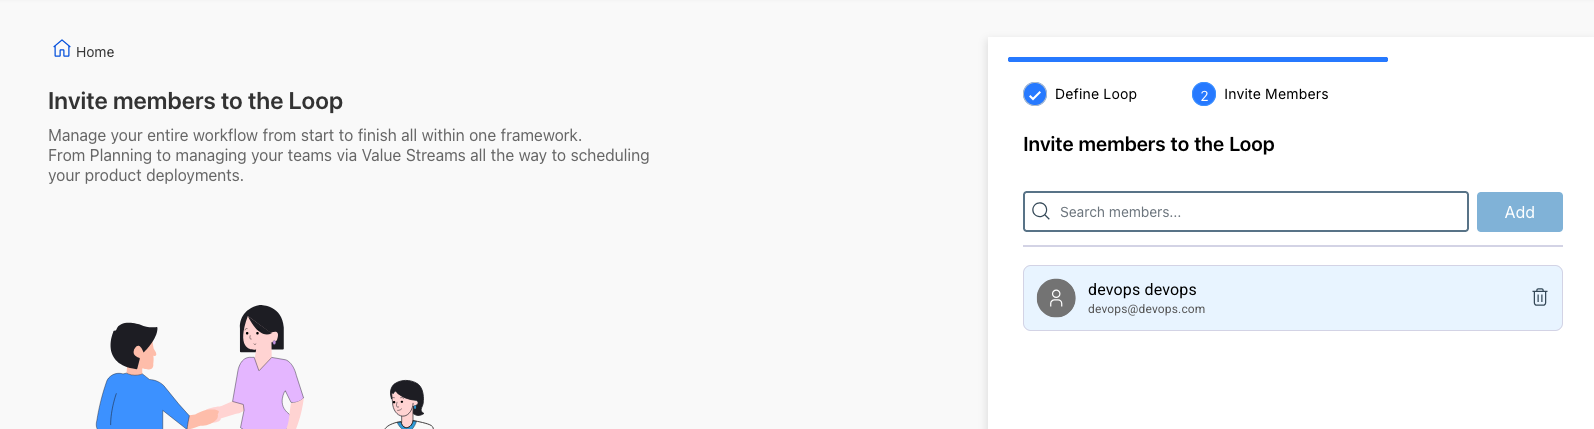 Home
Invite members to the Loop
Manage your entire workflow from start to finish all within one framework.
From Planning to managing your teams via Value Streams all the way to scheduling
your product deployments.
Define Loop
2 Invite Members
Invite members to the Loop
Search members...
Add
devops devops
devops@devops.com